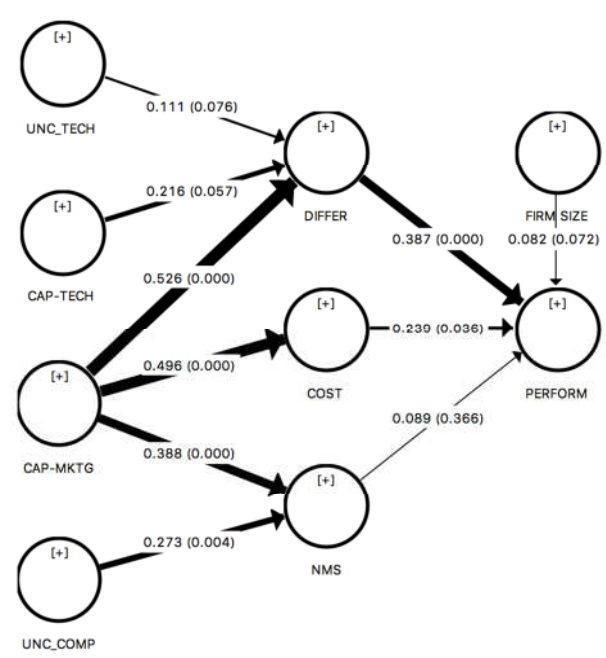 [+]
UNC_TECH
0.111 (0.076)
[+]
DIFFER
[+]
FIRM SIZE
[+]
CAP-TECH
0.216 (0.057)
0.387 (0.000)
0.082 (0.072)
0.526 (0.000)
[+]
COST
0.239 (0.036)
[+]
PERFORM
[+]
CAP-MKTG
0.496 (0.000)
0.388 (0.000)
0.089 (0.366)
[+]
NMS
0.273 (0.004)
[+]
UNC_COMP